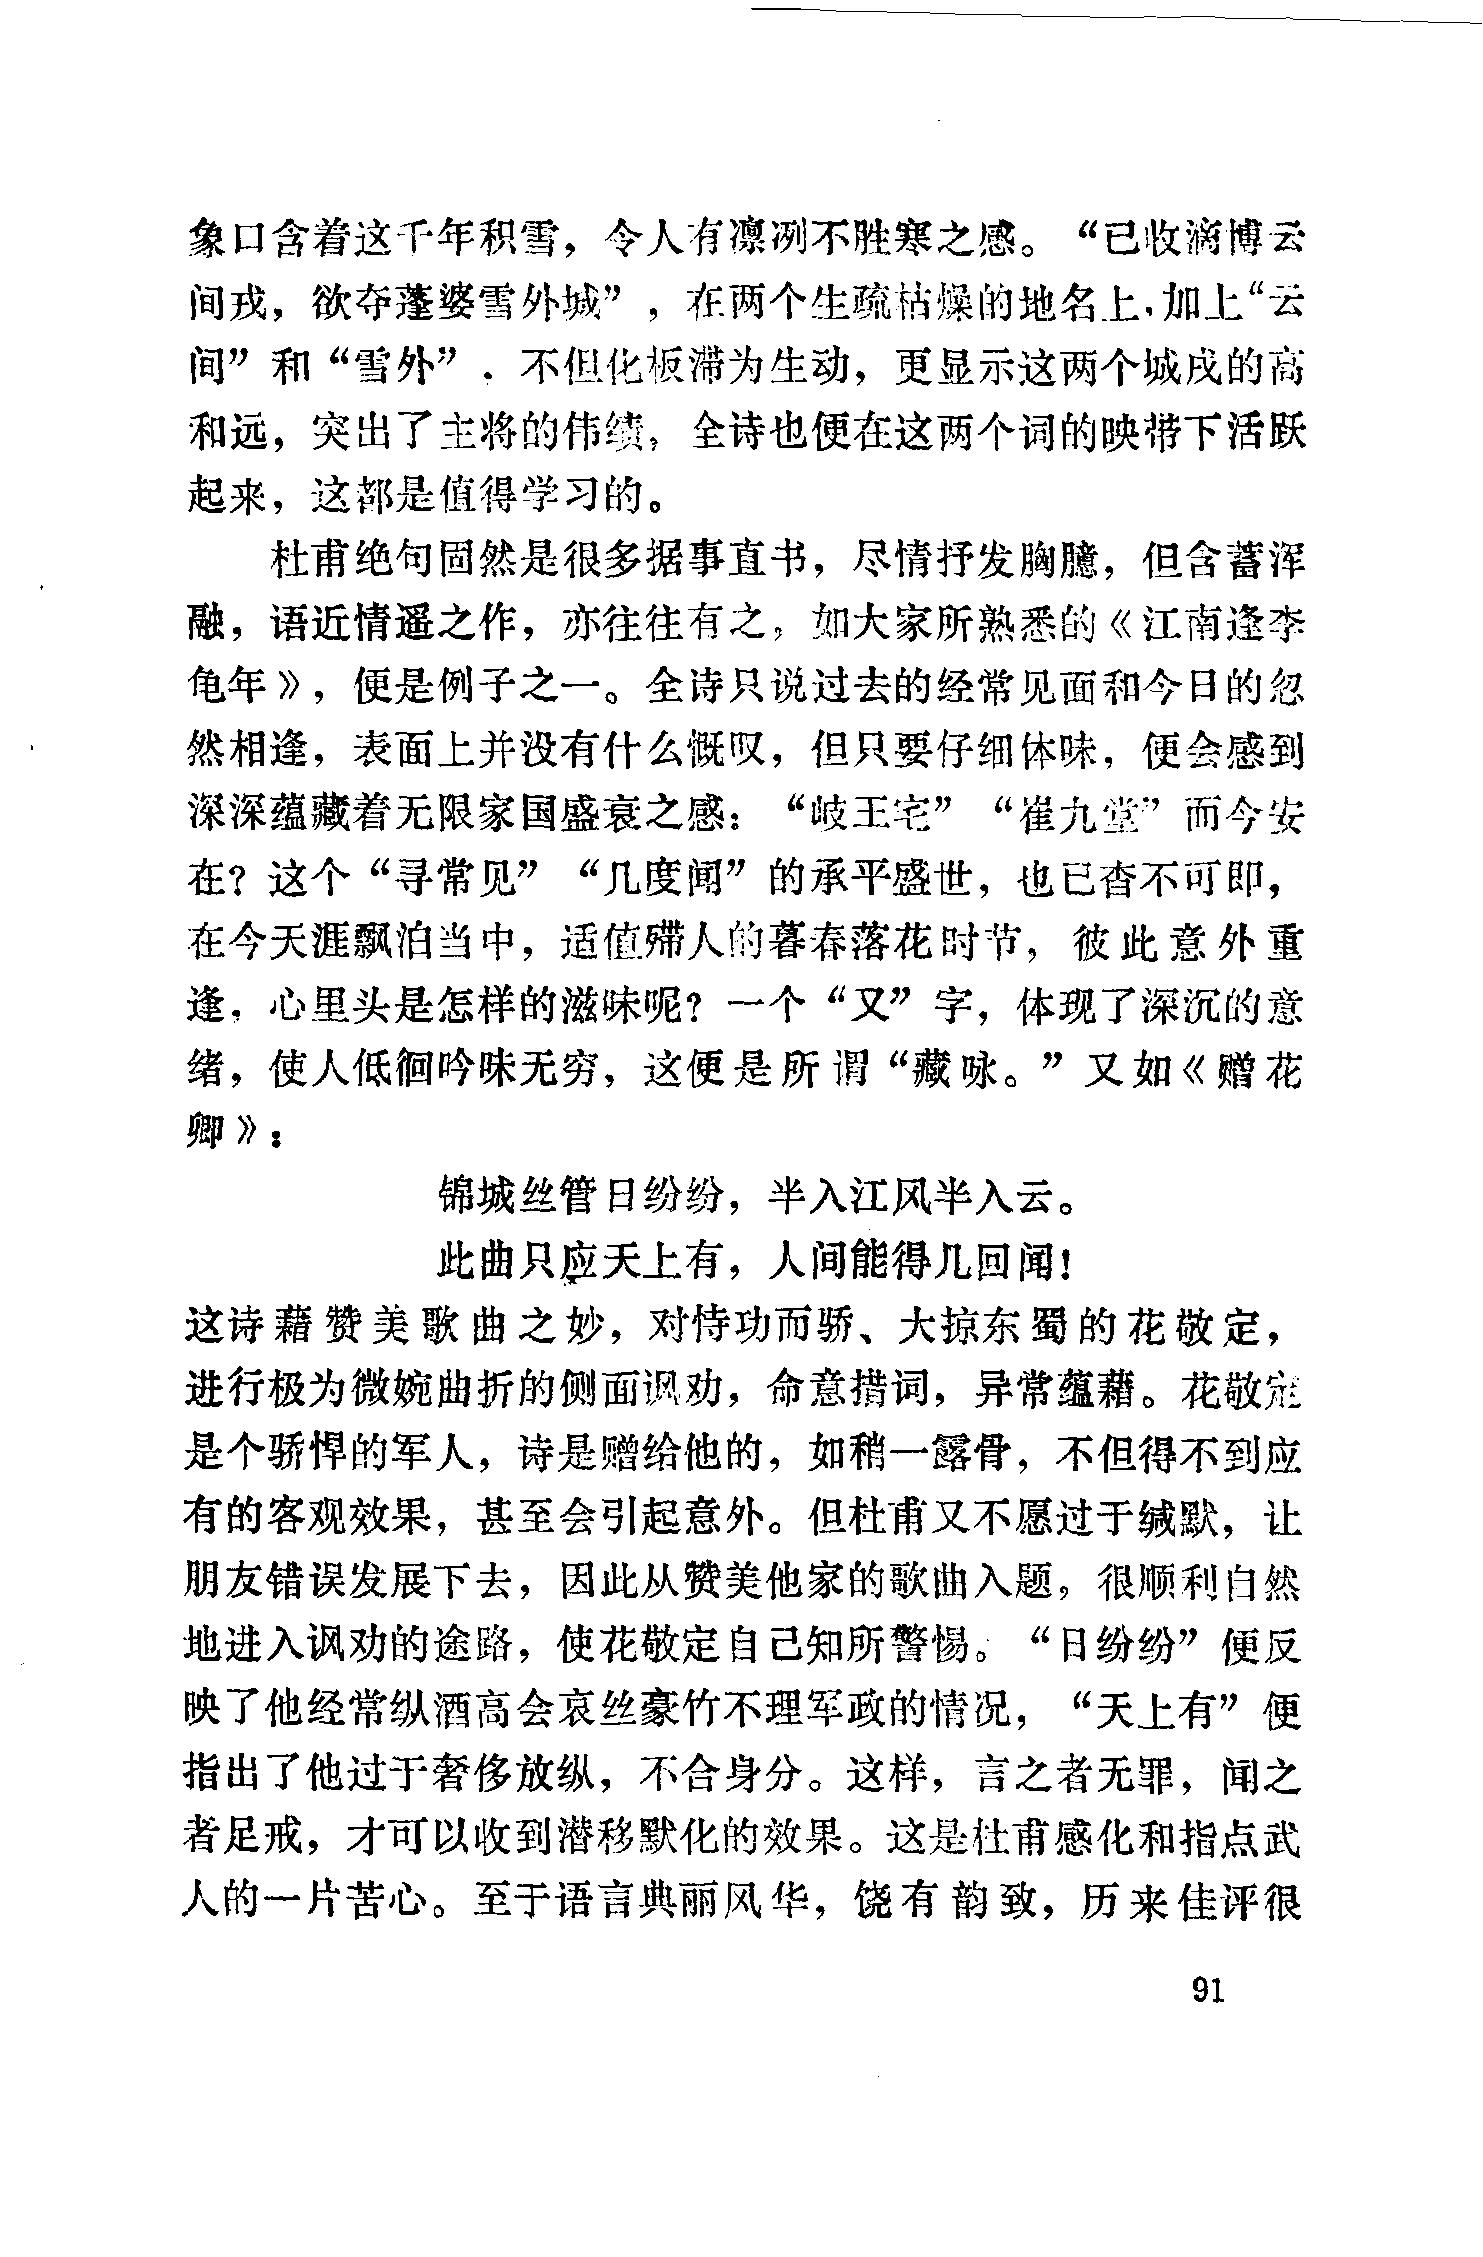 象口含着这千年积雪，令人有凛冽不胜寒之感。“已收滴博云
间戎，欲夺蓬婆雪外城”，在两个生疏枯燥的地名上，加上“云
间”和“雪外”．不但化板滞为生动，更显示这两个城戍的高
和远，突出了主将的伟绩，全诗也便在这两个词的映带下活跃
起来，这都是值得学习的。
杜甫绝句固然是很多据事直书，尽情抒发胸臆，但含蓄浑
融，语近情遥之作，亦往往有之，如大家所熟悉的《江南逢李
龟年》，便是例子之一。全诗只说过去的经常见面和今日的忽
然相逢，表面上并没有什么慨叹，但只要仔细体味，便会感到
深深蕴藏着无限家国盛衰之感：“岐王宅”“崔九堂”而今安
在？这个“寻常见”“几度闻”的承平盛世，也已杳不可即，
在今天涯飘泊当中，适值殢人的暮春落花时节，彼此意外重
逢，心里头是怎样的滋味呢？一个“又”字，体现了深沉的意
绪，使人低徊吟味无穷，这便是所谓“藏咏。”又如《赠花
卿》：
锦城丝管日纷纷，半入江风半入云。
此曲只应天上有，人间能得几回闻！
这诗藉赞美歌曲之妙，对恃功而骄、大掠东蜀的花敬定，
进行极为微婉曲折的侧面讽劝，命意措词，异常蕴藉。花敬定
是个骄悍的军人，诗是赠给他的，如稍一露骨，不但得不到应
有的客观效果，甚至会引起意外。但杜甫又不愿过于缄默，让
朋友错误发展下去，因此从赞美他家的歌曲入题，很顺利自然
地进入讽劝的途路，使花敬定自己知所警惕。“日纷纷”便反
映了他经常纵酒高会哀丝豪竹不理军政的情况，“天上有”便
指出了他过于奢侈放纵，不合身分。这样，言之者无罪，闻之
者足戒，才可以收到潜移默化的效果。这是杜甫感化和指点武
人的一片苦心。至于语言典丽风华，饶有韵致，历来佳评很
91